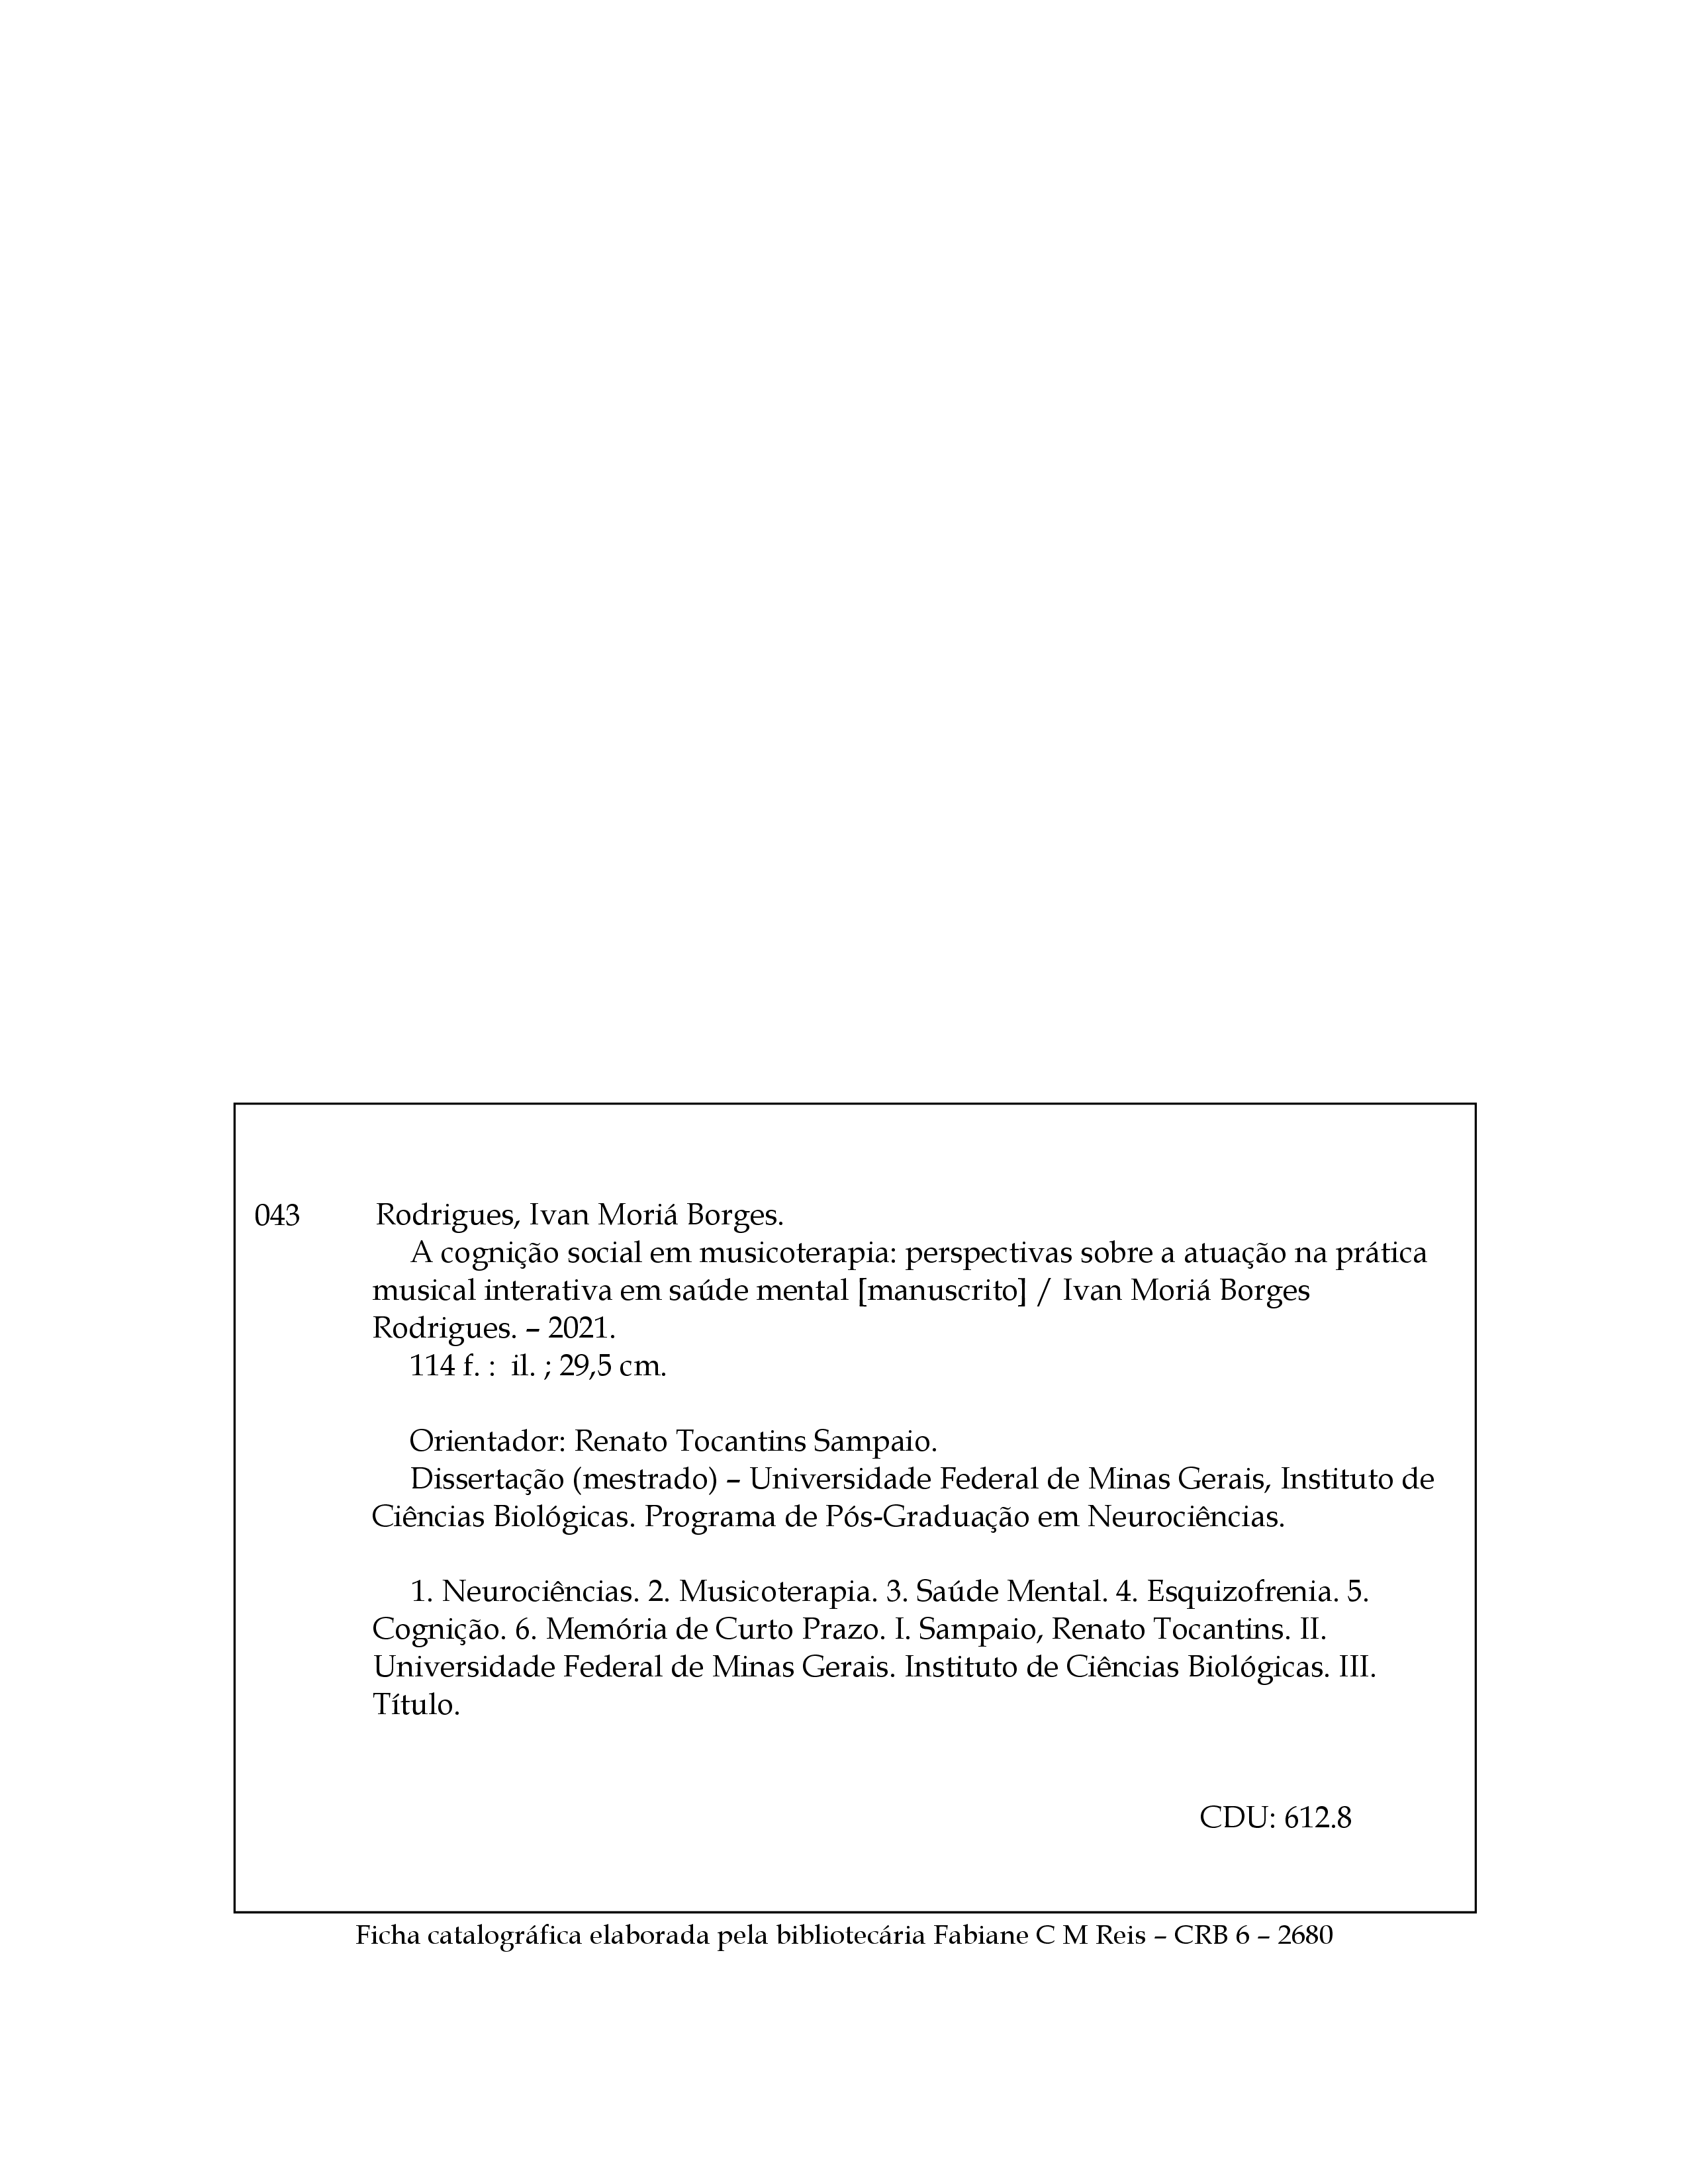 043 Rodrigues, Ivan Moriá Borges.
A cognição social em musicoterapia: perspectivas sobre a atuação na prática
musical interativa em saúde mental [manuscrito] / Ivan Moriá Borges
Rodrigues. – 2021.
114 f. : il. ; 29,5 cm.
Orientador: Renato Tocantins Sampaio.
Dissertação (mestrado) – Universidade Federal de Minas Gerais, Instituto de
Ciências Biológicas. Programa de Pós-Graduação em Neurociências.
1. Neurociências. 2. Musicoterapia. 3. Saúde Mental. 4. Esquizofrenia. 5.
Cognição. 6. Memória de Curto Prazo. I. Sampaio, Renato Tocantins. II.
Universidade Federal de Minas Gerais. Instituto de Ciências Biológicas. III.
Título.
CDU: 612.8
Ficha catalográfica elaborada pela bibliotecária Fabiane C M Reis – CRB 6 – 2680